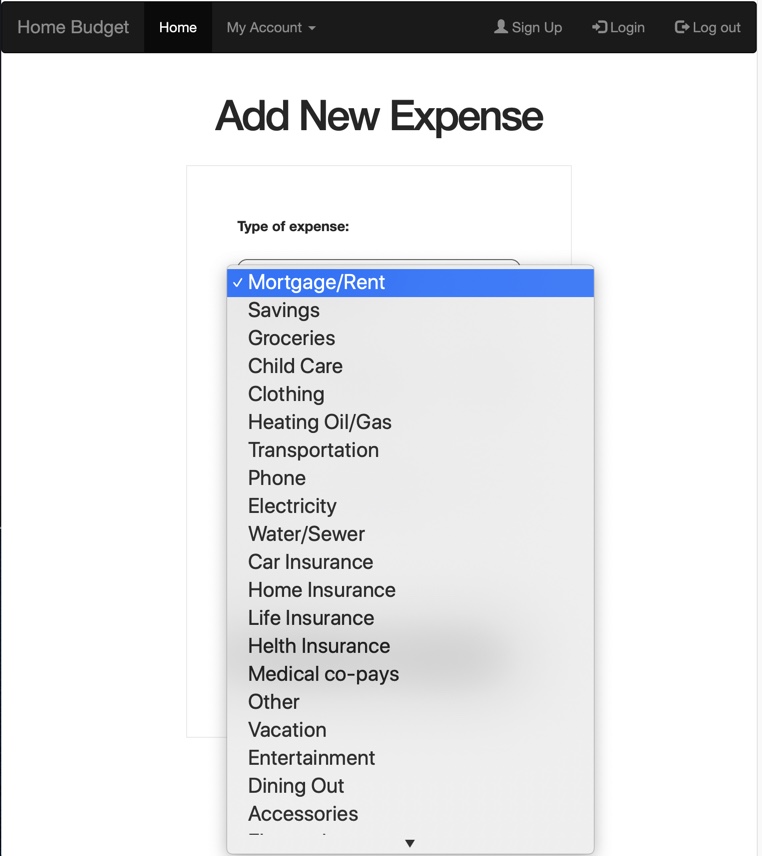 Home Budget Home My Account Sign Up Login Log out
Add New Expense
Type of expense:
✓ Mortgage/Rent
Savings
Groceries
Child Care
Clothing
Heating Oil/Gas
Transportation
Phone
Electricity
Water/Sewer
Car Insurance
Home Insurance
Life Insurance
Helth Insurance
Medical co-pays
Other
Vacation
Entertainment
Dining Out
Accessories